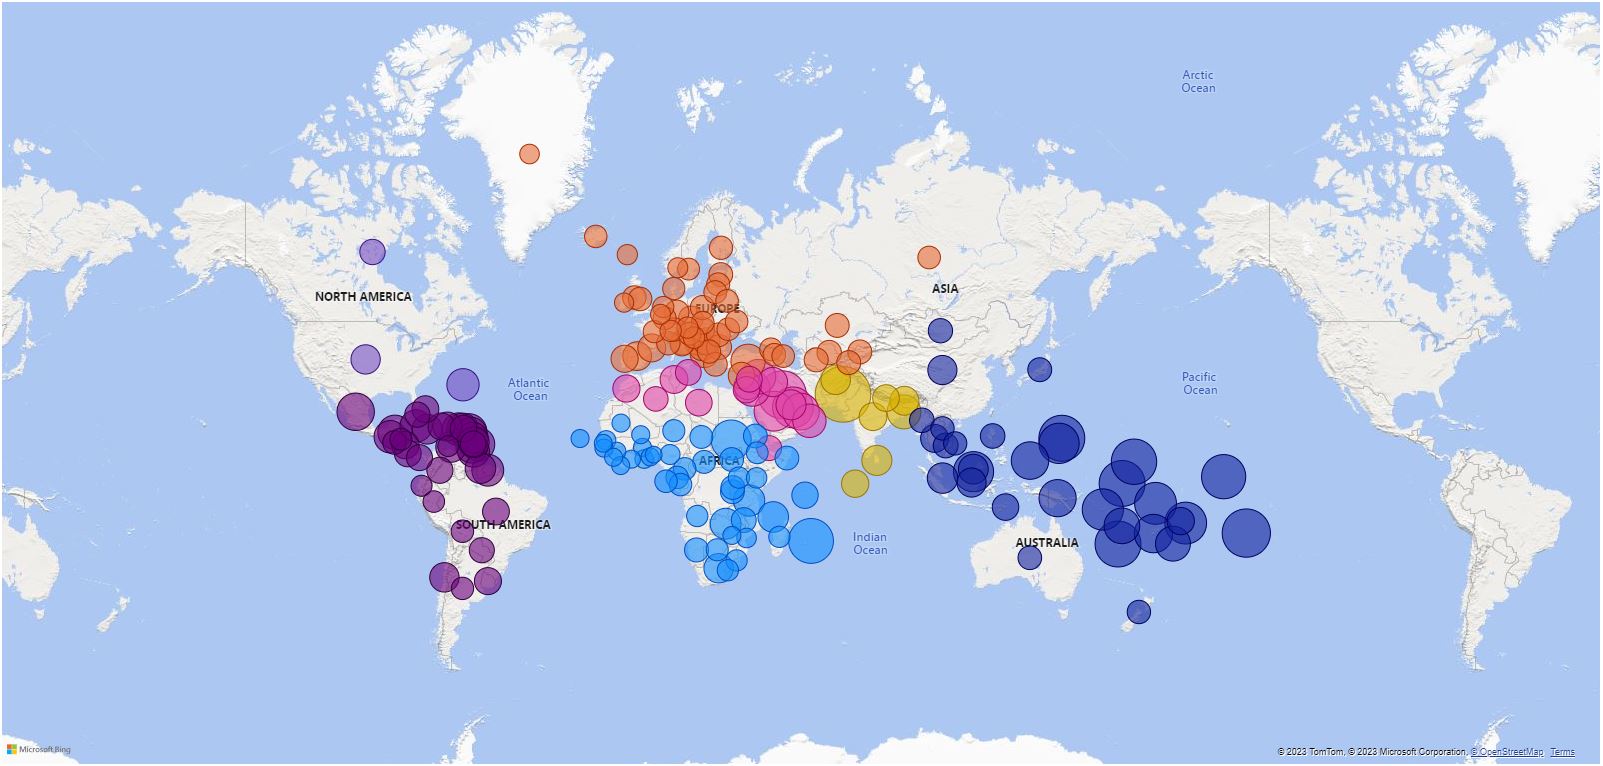 Arctic
Ocean
NORTH AMERICA
EUROPE
ASIA
Atlantic
Ocean
Pacific
Ocean
AFRICA
SOUTH AMERICA
Indian
Ocean
AUSTRALIA
Microsoft Bing
© 2023 TomTom, © 2023 Microsoft Corporation, © OpenStreetMap Terms